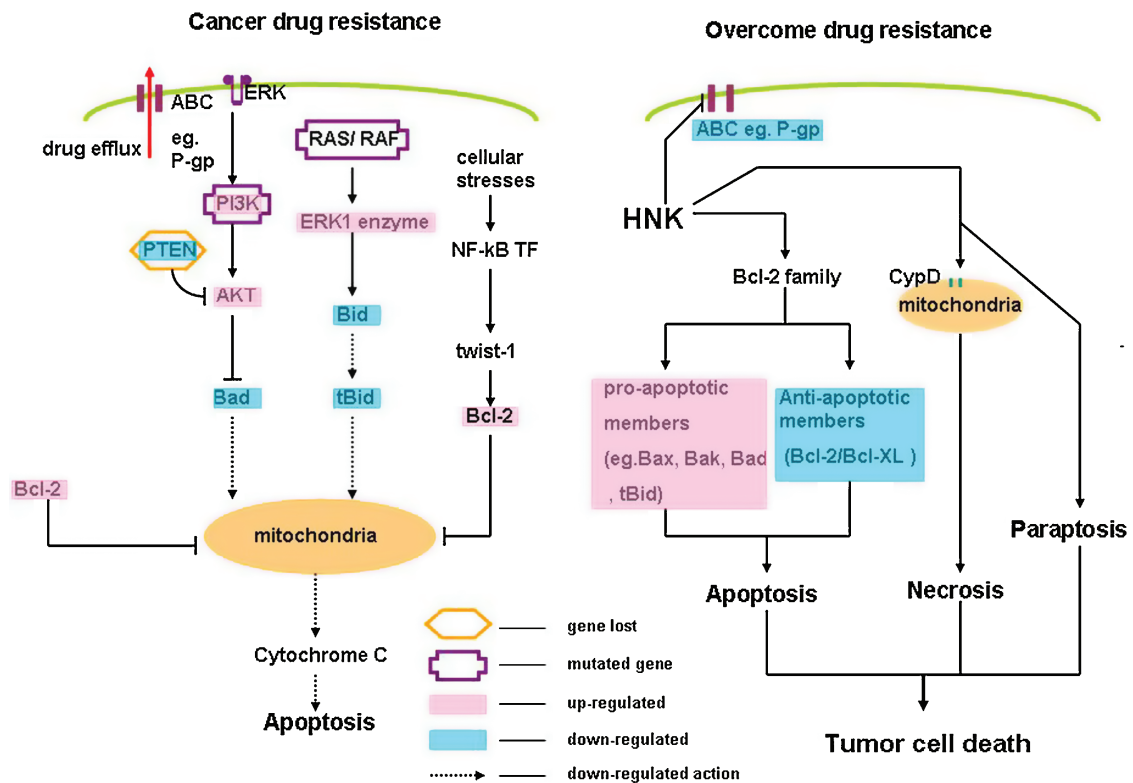 Cancer drug resistance
ABC
ERK
eg.
P-gp
drug efflux
RAS/ RAF
cellular
stresses
PI3K
ERK1 enzyme
PTEN
NF-kB TF
AKT
Bid
twist-1
Bad
tBid
Bcl-2
Bcl-2
mitochondria
Cytochrome C
Apoptosis
gene lost
mutated gene
up-regulated
down-regulated
down-regulated action
Overcome drug resistance
ABC eg. P-gp
HNK
Bcl-2 family
CypD
mitochondria
pro-apoptotic
members
(eg.Bax, Bak, Bad
, tBid)
Anti-apoptotic
members
(Bcl-2/Bcl-XL )
Paraptosis
Apoptosis
Necrosis
Tumor cell death